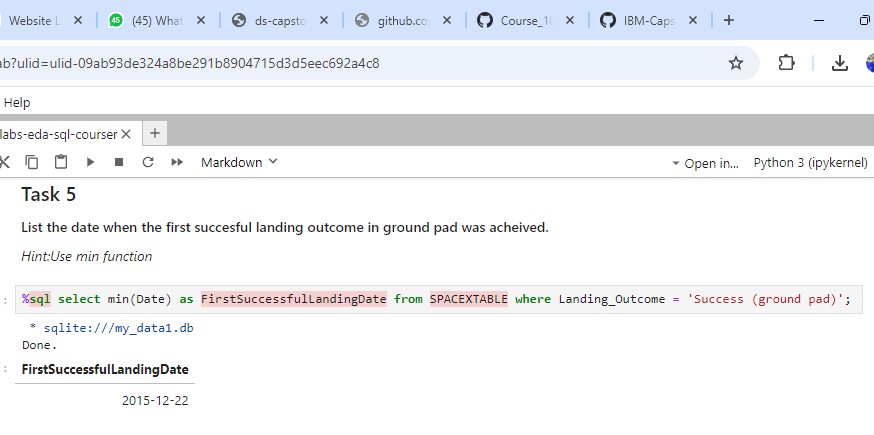 Website L
(45) What
45
ds-capsto
github.co
Course_10
IBM-Caps
ab?ulid=ulid-09ab93de324a8be291b8904715d3d5eec692a4c8
Help
labs-eda-sql-courser
Markdown
Open in...
Python 3 (ipykernel)
Task 5
List the date when the first succesful landing outcome in ground pad was acheived.
Hint:Use min function
: %sql select min(Date) as FirstSuccessfulLandingDate from SPACEXTABLE where Landing_Outcome = 'Success (ground pad)';
* sqlite:///my_data1.db
Done.
: FirstSuccessfulLandingDate
2015-12-22